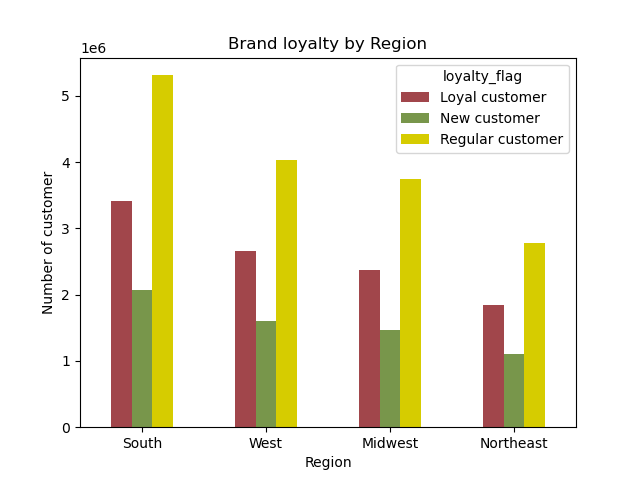 Brand loyalty by Region
1e6
loyalty_flag
Loyal customer
New customer
Regular customer
5
4
3
2
1
0
Number of customer
South West Midwest Northeast
Region